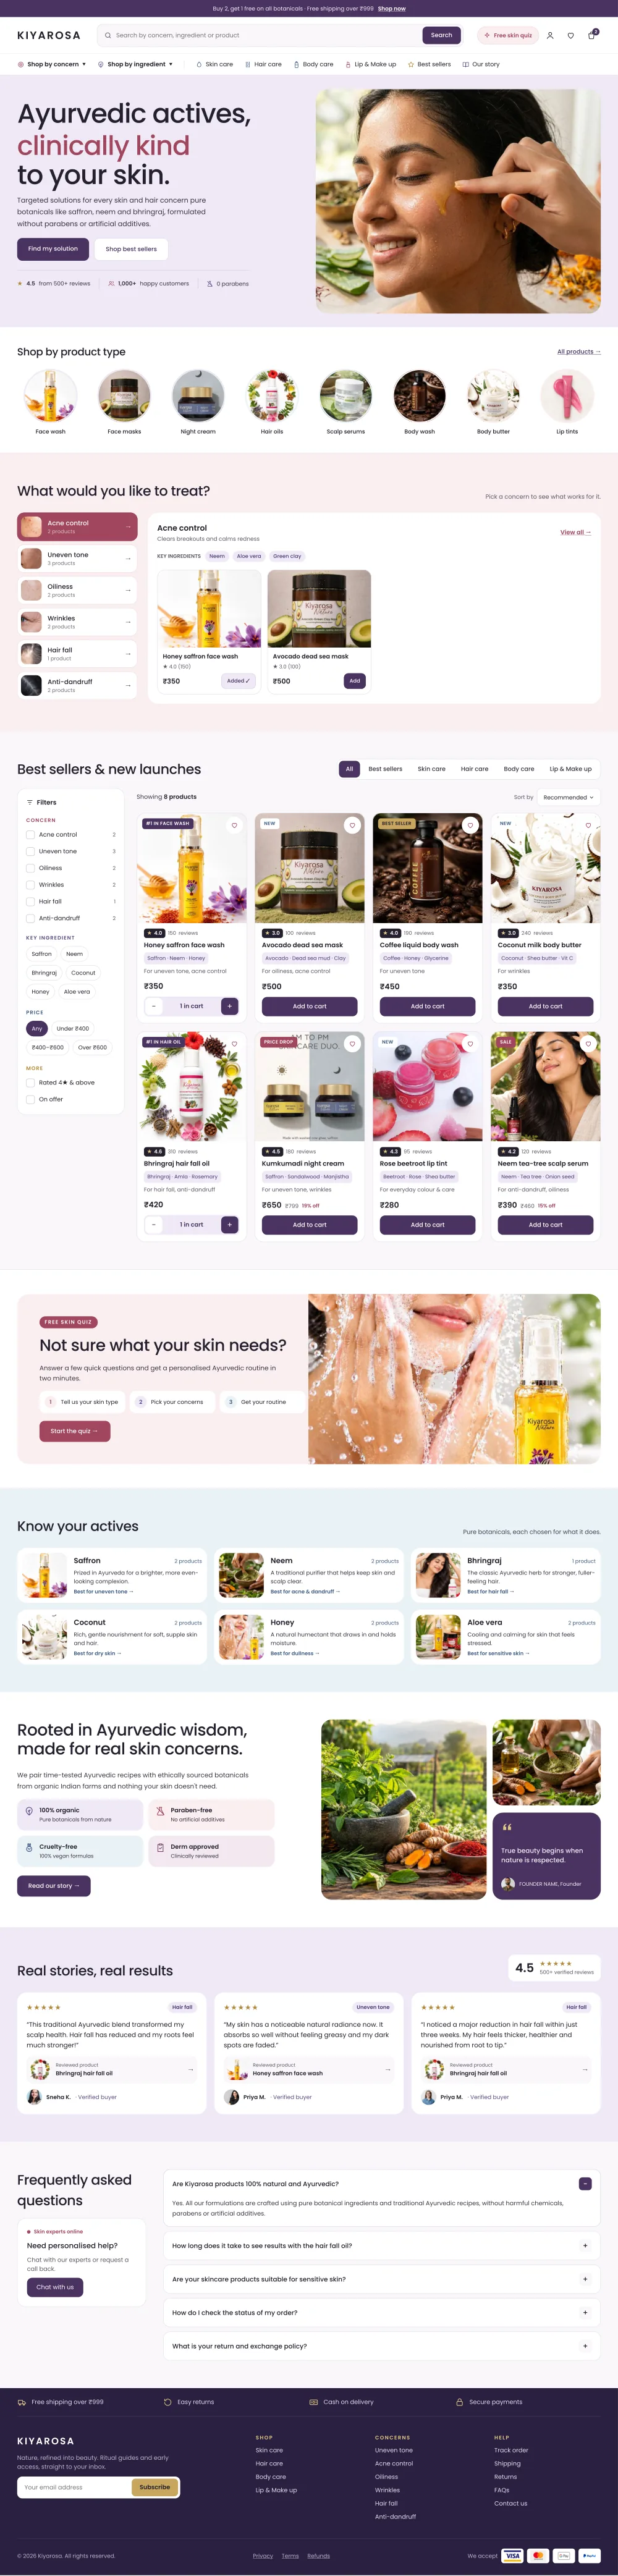 Buy 2, get 1 free on all botanicals · Free shipping over ₹999 Shop now
KIYAROSA
Search by concern, ingredient or product
Search
Free skin quiz
2
Shop by concern
Shop by ingredient
Skin care
Hair care
Body care
Lip & Make up
Best sellers
Our story
Ayurvedic actives,
clinically kind
to your skin.
Targeted solutions for every skin and hair concern pure
botanicals like saffron, neem and bhringraj, formulated
without parabens or artificial additives.
Find my solution
Shop best sellers
★ 4.5 from 500+ reviews
1,000+ happy customers
0 parabens
Shop by product type
All products →
Face wash
Face masks
Night cream
Hair oils
Scalp serums
Body wash
Body butter
Lip tints
What would you like to treat?
Pick a concern to see what works for it.
Acne control
2 products
→
Uneven tone
3 products
→
Oiliness
2 products
→
Wrinkles
2 products
→
Hair fall
1 product
→
Anti-dandruff
2 products
→
Acne control
Clears breakouts and calms redness
View all →
KEY INGREDIENTS
Neem
Aloe vera
Green clay
Honey saffron face wash
★ 4.0 (150)
₹350
Added ✓
Avocado dead sea mask
★ 3.0 (100)
₹500
Add
Best sellers & new launches
All
Best sellers
Skin care
Hair care
Body care
Lip & Make up
Filters
CONCERN
Acne control 2
Uneven tone 3
Oiliness 2
Wrinkles 2
Hair fall 1
Anti-dandruff 2
KEY INGREDIENT
Saffron
Neem
Bhringraj
Coconut
Honey
Aloe vera
PRICE
Any
Under ₹400
₹400–₹600
Over ₹600
MORE
Rated 4★ & above
On offer
Showing 8 products
Sort by
Recommended
#1 IN FACE WASH
★ 4.0 150 reviews
Honey saffron face wash
Saffron · Neem · Honey
For uneven tone, acne control
₹350
− 1 in cart +
NEW
Kiyarosa
Nature
★ 3.0 100 reviews
Avocado dead sea mask
Avocado · Dead sea mud · Clay
For oiliness, acne control
₹500
Add to cart
BEST SELLER
COFFEE
★ 4.0 190 reviews
Coffee liquid body wash
Coffee · Honey · Glycerine
For uneven tone
₹450
Add to cart
NEW
KIYAROSA
★ 3.0 240 reviews
Coconut milk body butter
Coconut · Shea butter · Vit C
For wrinkles
₹350
Add to cart
#1 IN HAIR OIL
★ 4.6 310 reviews
Bhringraj hair fall oil
Bhringraj · Amla · Rosemary
For hair fall, anti-dandruff
₹420
− 1 in cart +
PRICE DROP
AM TO PM
SKINCARE DUO.
★ 4.5 180 reviews
Kumkumadi night cream
Saffron · Sandalwood · Manjistha
For uneven tone, wrinkles
₹650 ₹799 19% off
Add to cart
NEW
★ 4.3 95 reviews
Rose beetroot lip tint
Beetroot · Rose · Shea butter
For everyday colour & care
₹280
Add to cart
SALE
★ 4.2 120 reviews
Neem tea-tree scalp serum
Neem · Tea tree · Onion seed
For anti-dandruff, oiliness
₹390 ₹460 15% off
Add to cart
FREE SKIN QUIZ
Not sure what your skin needs?
Answer a few quick questions and get a personalised Ayurvedic routine in
two minutes.
1 Tell us your skin type
2 Pick your concerns
3 Get your routine
Start the quiz →
Kiyarosa
Nature
Know your actives
Pure botanicals, each chosen for what it does.
Saffron
2 products
Prized in Ayurveda for a brighter, more even-
looking complexion.
Best for uneven tone →
Neem
2 products
A traditional purifier that helps keep skin and
scalp clear.
Best for acne & dandruff →
Bhringraj
1 product
The classic Ayurvedic herb for stronger, fuller-
feeling hair.
Best for hair fall →
Coconut
2 products
Rich, gentle nourishment for soft, supple skin
and hair.
Best for dry skin →
Honey
2 products
A natural humectant that draws in and holds
moisture.
Best for dullness →
Aloe vera
2 products
Cooling and calming for skin that feels
stressed.
Best for sensitive skin →
Rooted in Ayurvedic wisdom,
made for real skin concerns.
We pair time-tested Ayurvedic recipes with ethically sourced botanicals
from organic Indian farms and nothing your skin doesn't need.
100% organic
Pure botanicals from nature
Paraben-free
No artificial additives
Cruelty-free
100% vegan formulas
Derm approved
Clinically reviewed
Read our story →
“
True beauty begins when
nature is respected.
FOUNDER NAME, Founder
Real stories, real results
4.5
★★★★★
500+ verified reviews
★★★★★
Hair fall
“This traditional Ayurvedic blend transformed my
scalp health. Hair fall has reduced and my roots feel
much stronger!”
Reviewed product
Bhringraj hair fall oil
→
Sneha K. · Verified buyer
★★★★★
Uneven tone
“My skin has a noticeable natural radiance now. It
absorbs so well without feeling greasy and my dark
spots are faded.”
Reviewed product
Honey saffron face wash
→
Priya M. · Verified buyer
★★★★★
Hair fall
“I noticed a major reduction in hair fall within just
three weeks. My hair feels thicker, healthier and
nourished from root to tip.”
Reviewed product
Bhringraj hair fall oil
→
Priya M. · Verified buyer
Frequently asked
questions
Skin experts online
Need personalised help?
Chat with our experts or request a
call back.
Chat with us
Are Kiyarosa products 100% natural and Ayurvedic?
−
Yes. All our formulations are crafted using pure botanical ingredients and traditional Ayurvedic recipes, without harmful chemicals,
parabens or artificial additives.
How long does it take to see results with the hair fall oil?
+
Are your skincare products suitable for sensitive skin?
+
How do I check the status of my order?
+
What is your return and exchange policy?
+
Free shipping over ₹999
Easy returns
Cash on delivery
Secure payments
KIYAROSA
Nature, refined into beauty. Ritual guides and early
access, straight to your inbox.
Your email address
Subscribe
SHOP
Skin care
Hair care
Body care
Lip & Make up
CONCERNS
Uneven tone
Acne control
Oiliness
Wrinkles
Hair fall
Anti-dandruff
HELP
Track order
Shipping
Returns
FAQs
Contact us
© 2026 Kiyarosa. All rights reserved.
Privacy
Terms
Refunds
We accept
VISA
G Pay
PayPal